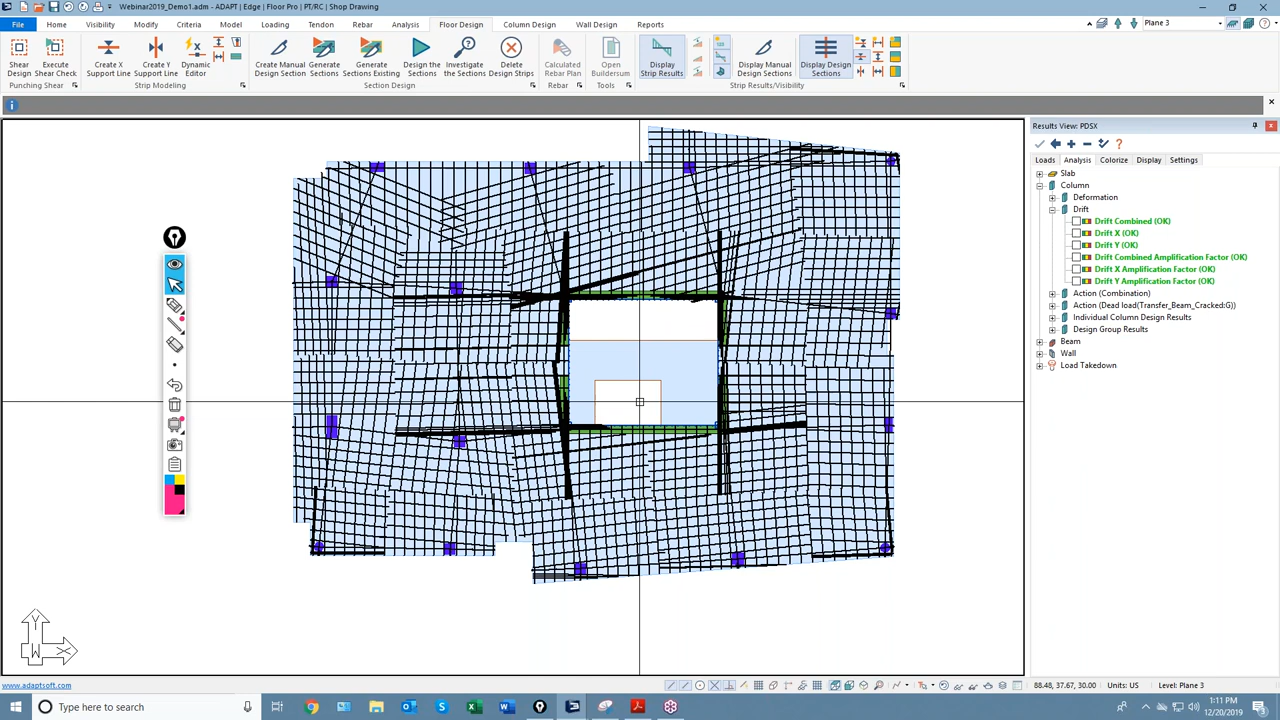 Webinar2019_Demo1.adm - ADAPT | Edge | Floor Pro | PT/RC | Shop Drawing
File Home Visibility Modify Criteria Model Loading Tendon Rebar Analysis Floor Design Column Design Wall Design Reports Plane 3
Shear Design
Execute Shear Check
Create X Support Line
Create Y Support Line
Dynamic Editor
Create Manual Design Section
Generate Sections
Generate Sections Existing
Design the Sections
Investigate the Sections
Delete Design Strips
Calculated Rebar Plan
Open Buildersum
Display Strip Results
Display Manual Design Sections
Display Design Sections
Punching Shear Strip Modeling Section Design Rebar Tools Strip Results/Visibility
Results View: PDSX
Loads Analysis Colorize Display Settings
Slab
Column
Deformation
Drift
Drift Combined (OK)
Drift X (OK)
Drift Y (OK)
Drift Combined Amplification Factor (OK)
Drift X Amplification Factor (OK)
Drift Y Amplification Factor (OK)
Action (Combination)
Action (Dead load(Transfer_Beam_Cracked:G))
Individual Column Design Results
Design Group Results
Beam
Wall
Load Takedown
Y
W X
www.adaptsoft.com 88.48, 37.67, 30.00 Units: US Level: Plane 3
Type here to search
1:11 PM
12/20/2019